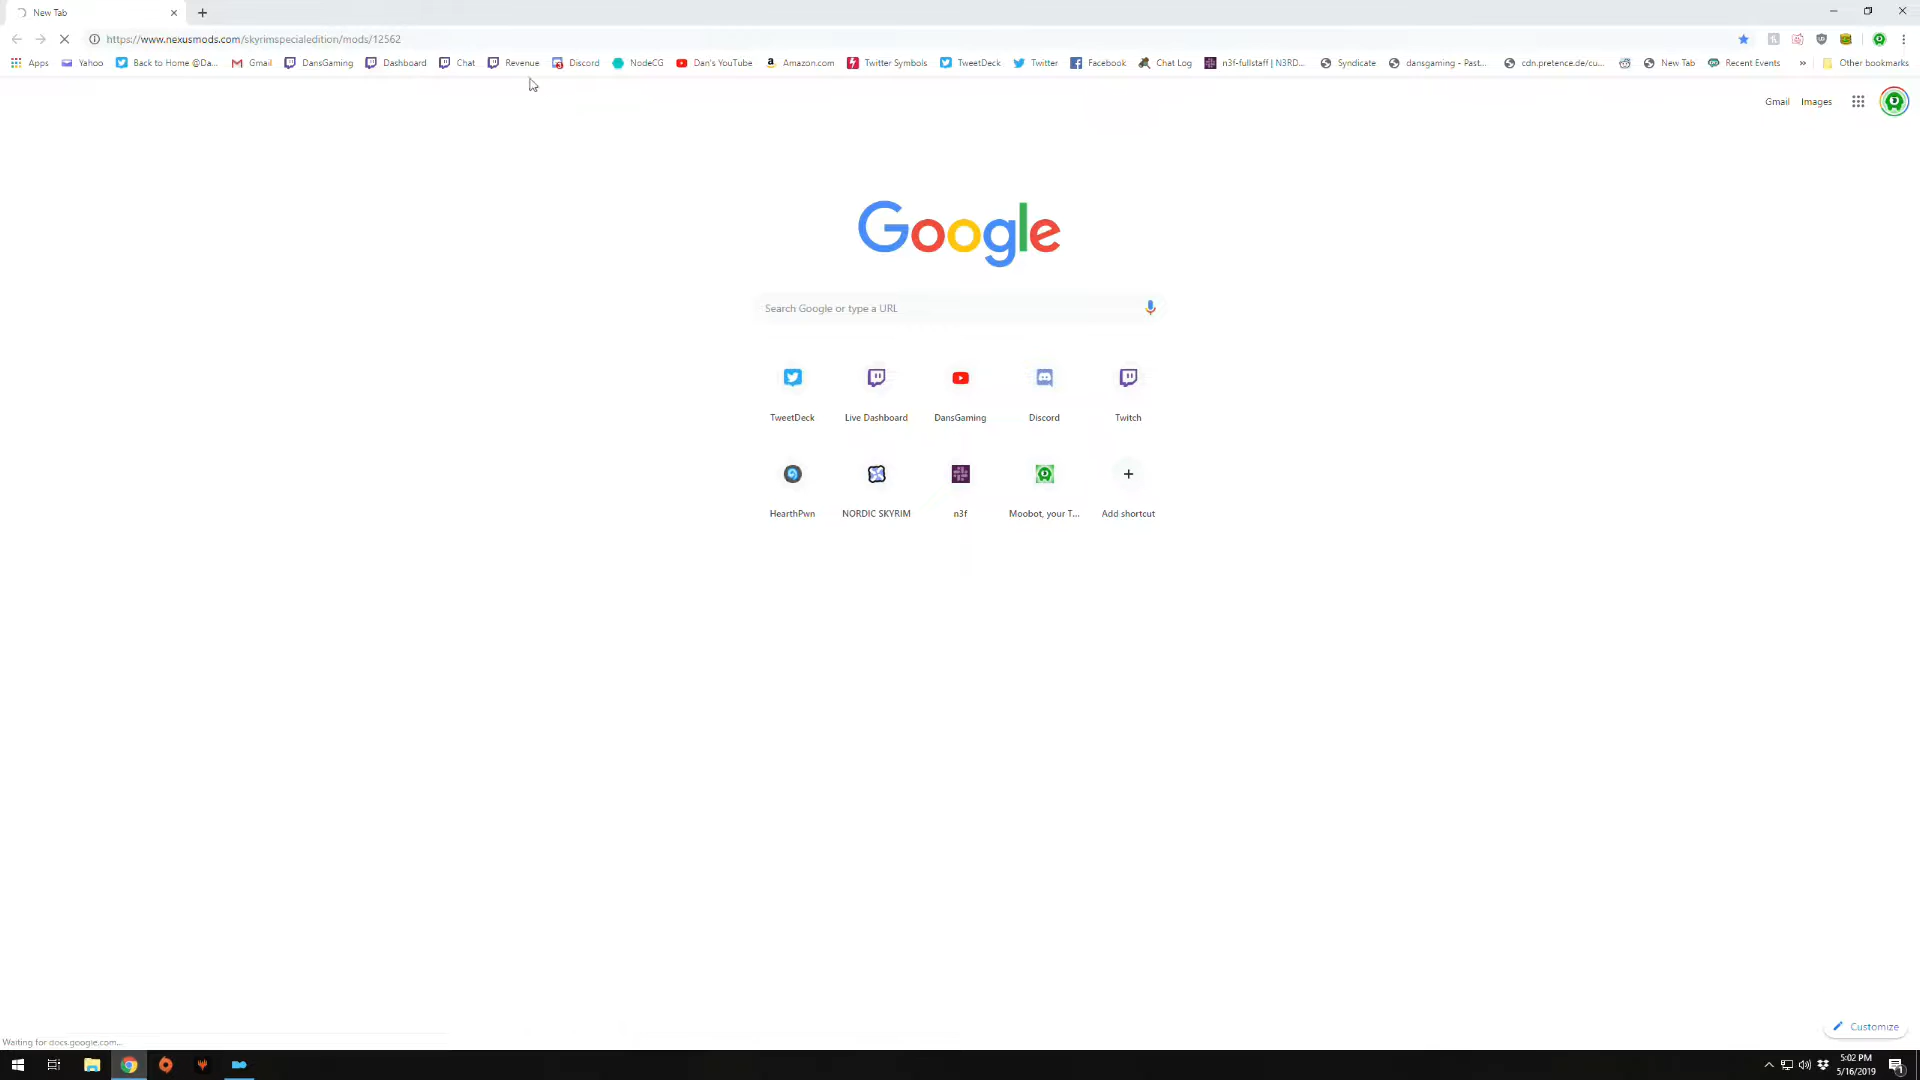 New Tab
https://www.nexusmods.com/skyrimspecialedition/mods/12562
Apps Yahoo Back to Home @Da... Gmail DansGaming Dashboard Chat Revenue Discord NodeCG Dan's YouTube Amazon.com Twitter Symbols TweetDeck Twitter Facebook Chat Log n3f-fullstaff | N3RD... Syndicate dansgaming - Past... cdn.pretence.de/cu... New Tab Recent Events » Other bookmarks
Gmail Images
Google
Search Google or type a URL
TweetDeck Live Dashboard DansGaming Discord Twitch
HearthPwn NORDIC SKYRIM n3f Moobot, your T... Add shortcut
Customize
Waiting for docs.google.com...
5:02 PM
5/16/2019